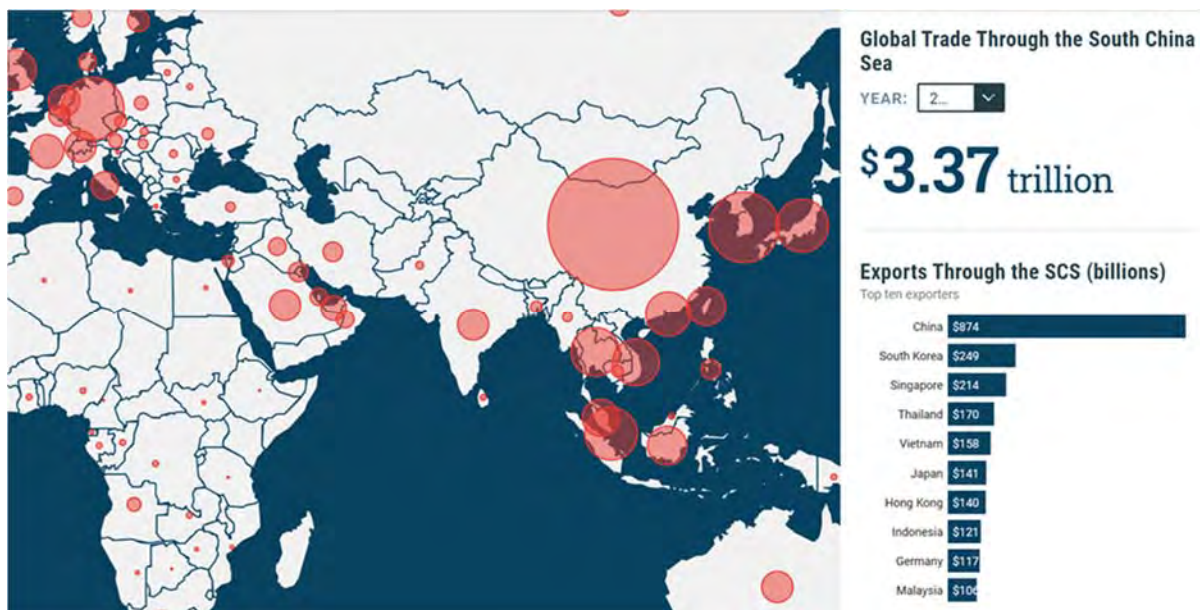 Global Trade Through the South China
Sea
YEAR: 2...
$3.37 trillion
Exports Through the SCS (billions)
Top ten exporters
China $874
South Korea $249
Singapore $214
Thailand $170
Vietnam $158
Japan $141
Hong Kong $140
Indonesia $121
Germany $117
Malaysia $106